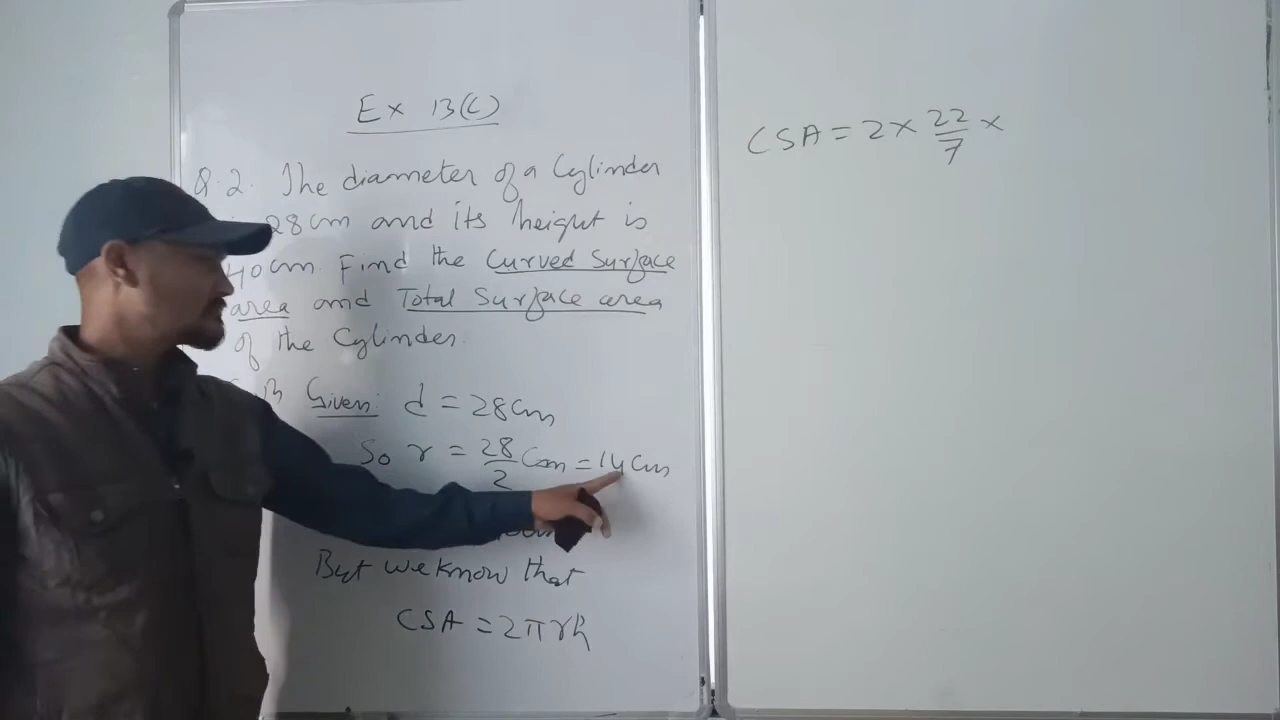 Ex 13(C)
Q.2. The diameter of a Cylinder
28cm and its height is
40cm. Find the Curved Surface
area and Total Surface area
of the Cylinder.
Given: d = 28cm
So r = 28/2 Cm = 14 Cm
But we know that
CSA = 2πrh
CSA = 2 × 22/7 ×